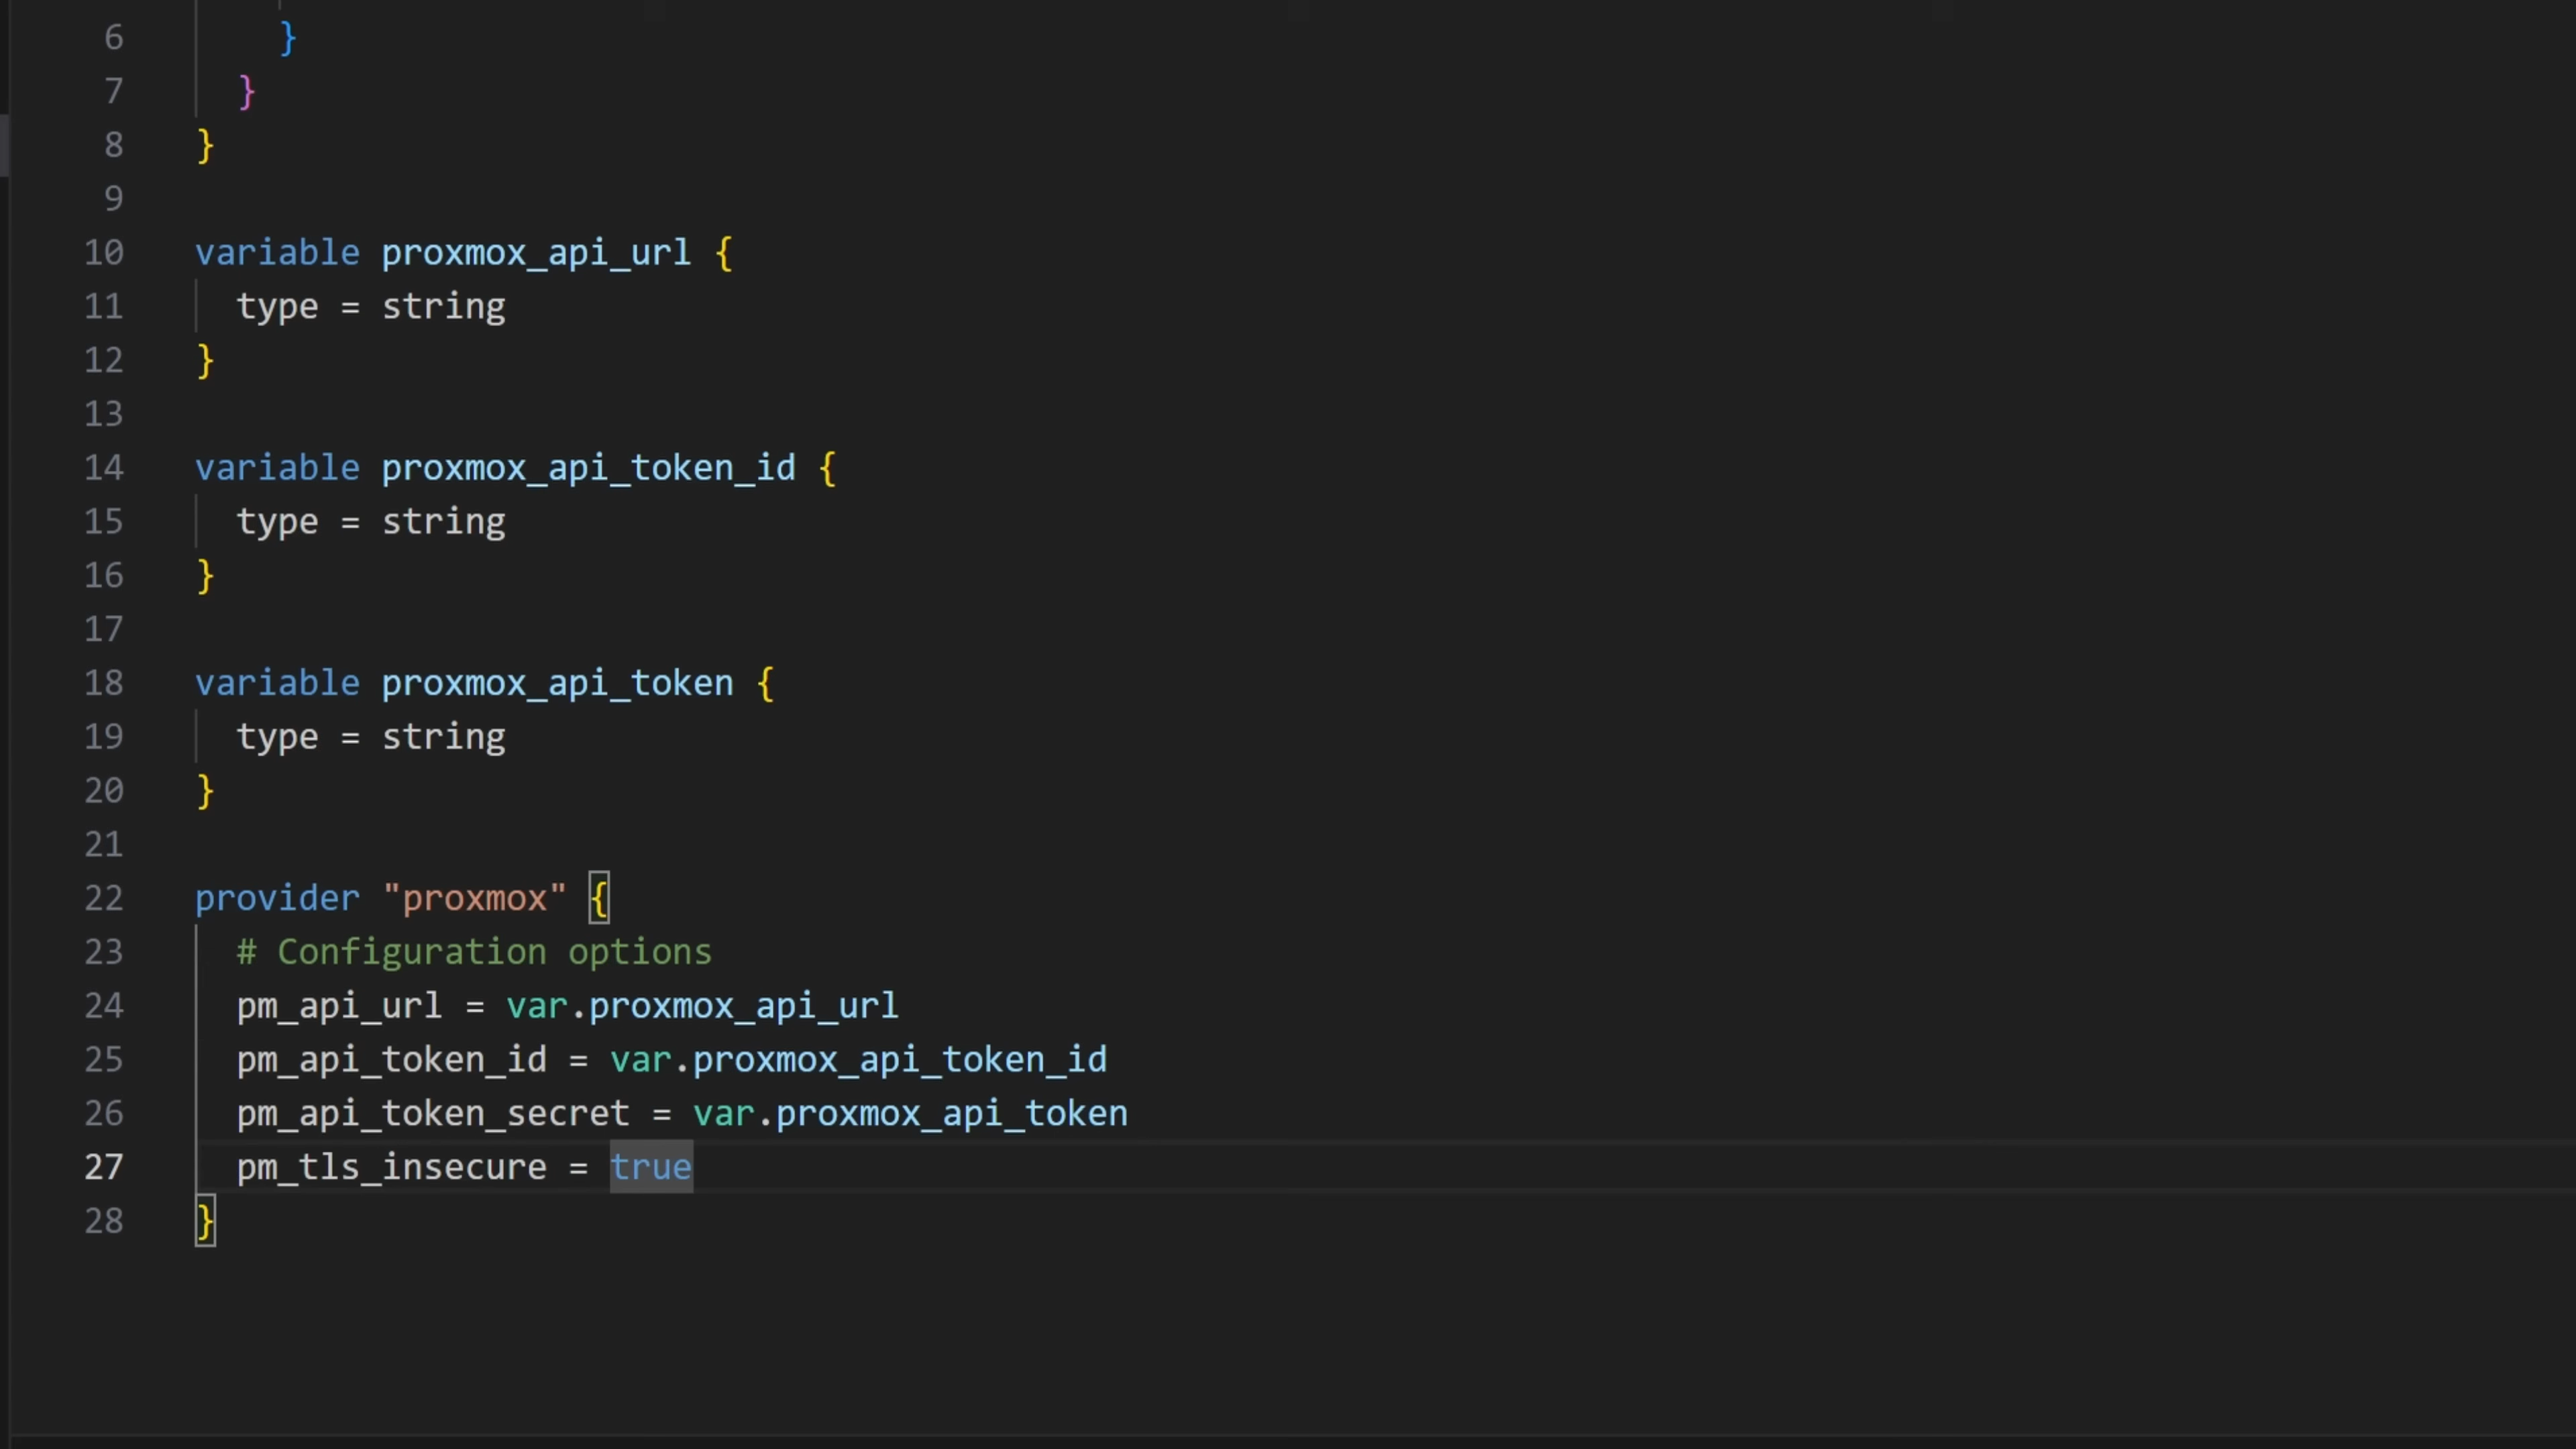 6 }
7 }
8 }
9
10 variable proxmox_api_url {
11 type = string
12 }
13
14 variable proxmox_api_token_id {
15 type = string
16 }
17
18 variable proxmox_api_token {
19 type = string
20 }
21
22 provider "proxmox" {
23 # Configuration options
24 pm_api_url = var.proxmox_api_url
25 pm_api_token_id = var.proxmox_api_token_id
26 pm_api_token_secret = var.proxmox_api_token
27 pm_tls_insecure = true
28 }